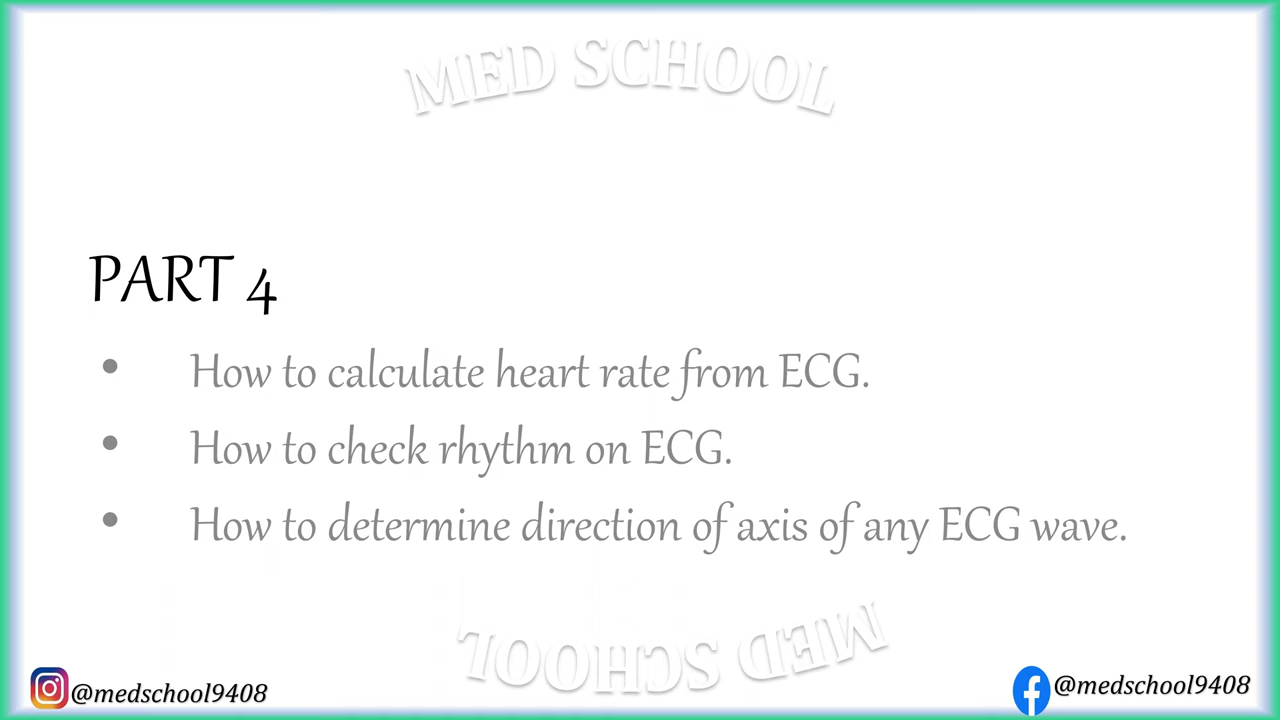 MED SCHOOL
PART 4
• How to calculate heart rate from ECG.
• How to check rhythm on ECG.
• How to determine direction of axis of any ECG wave.
MED SCHOOL
@medschool9408
@medschool9408